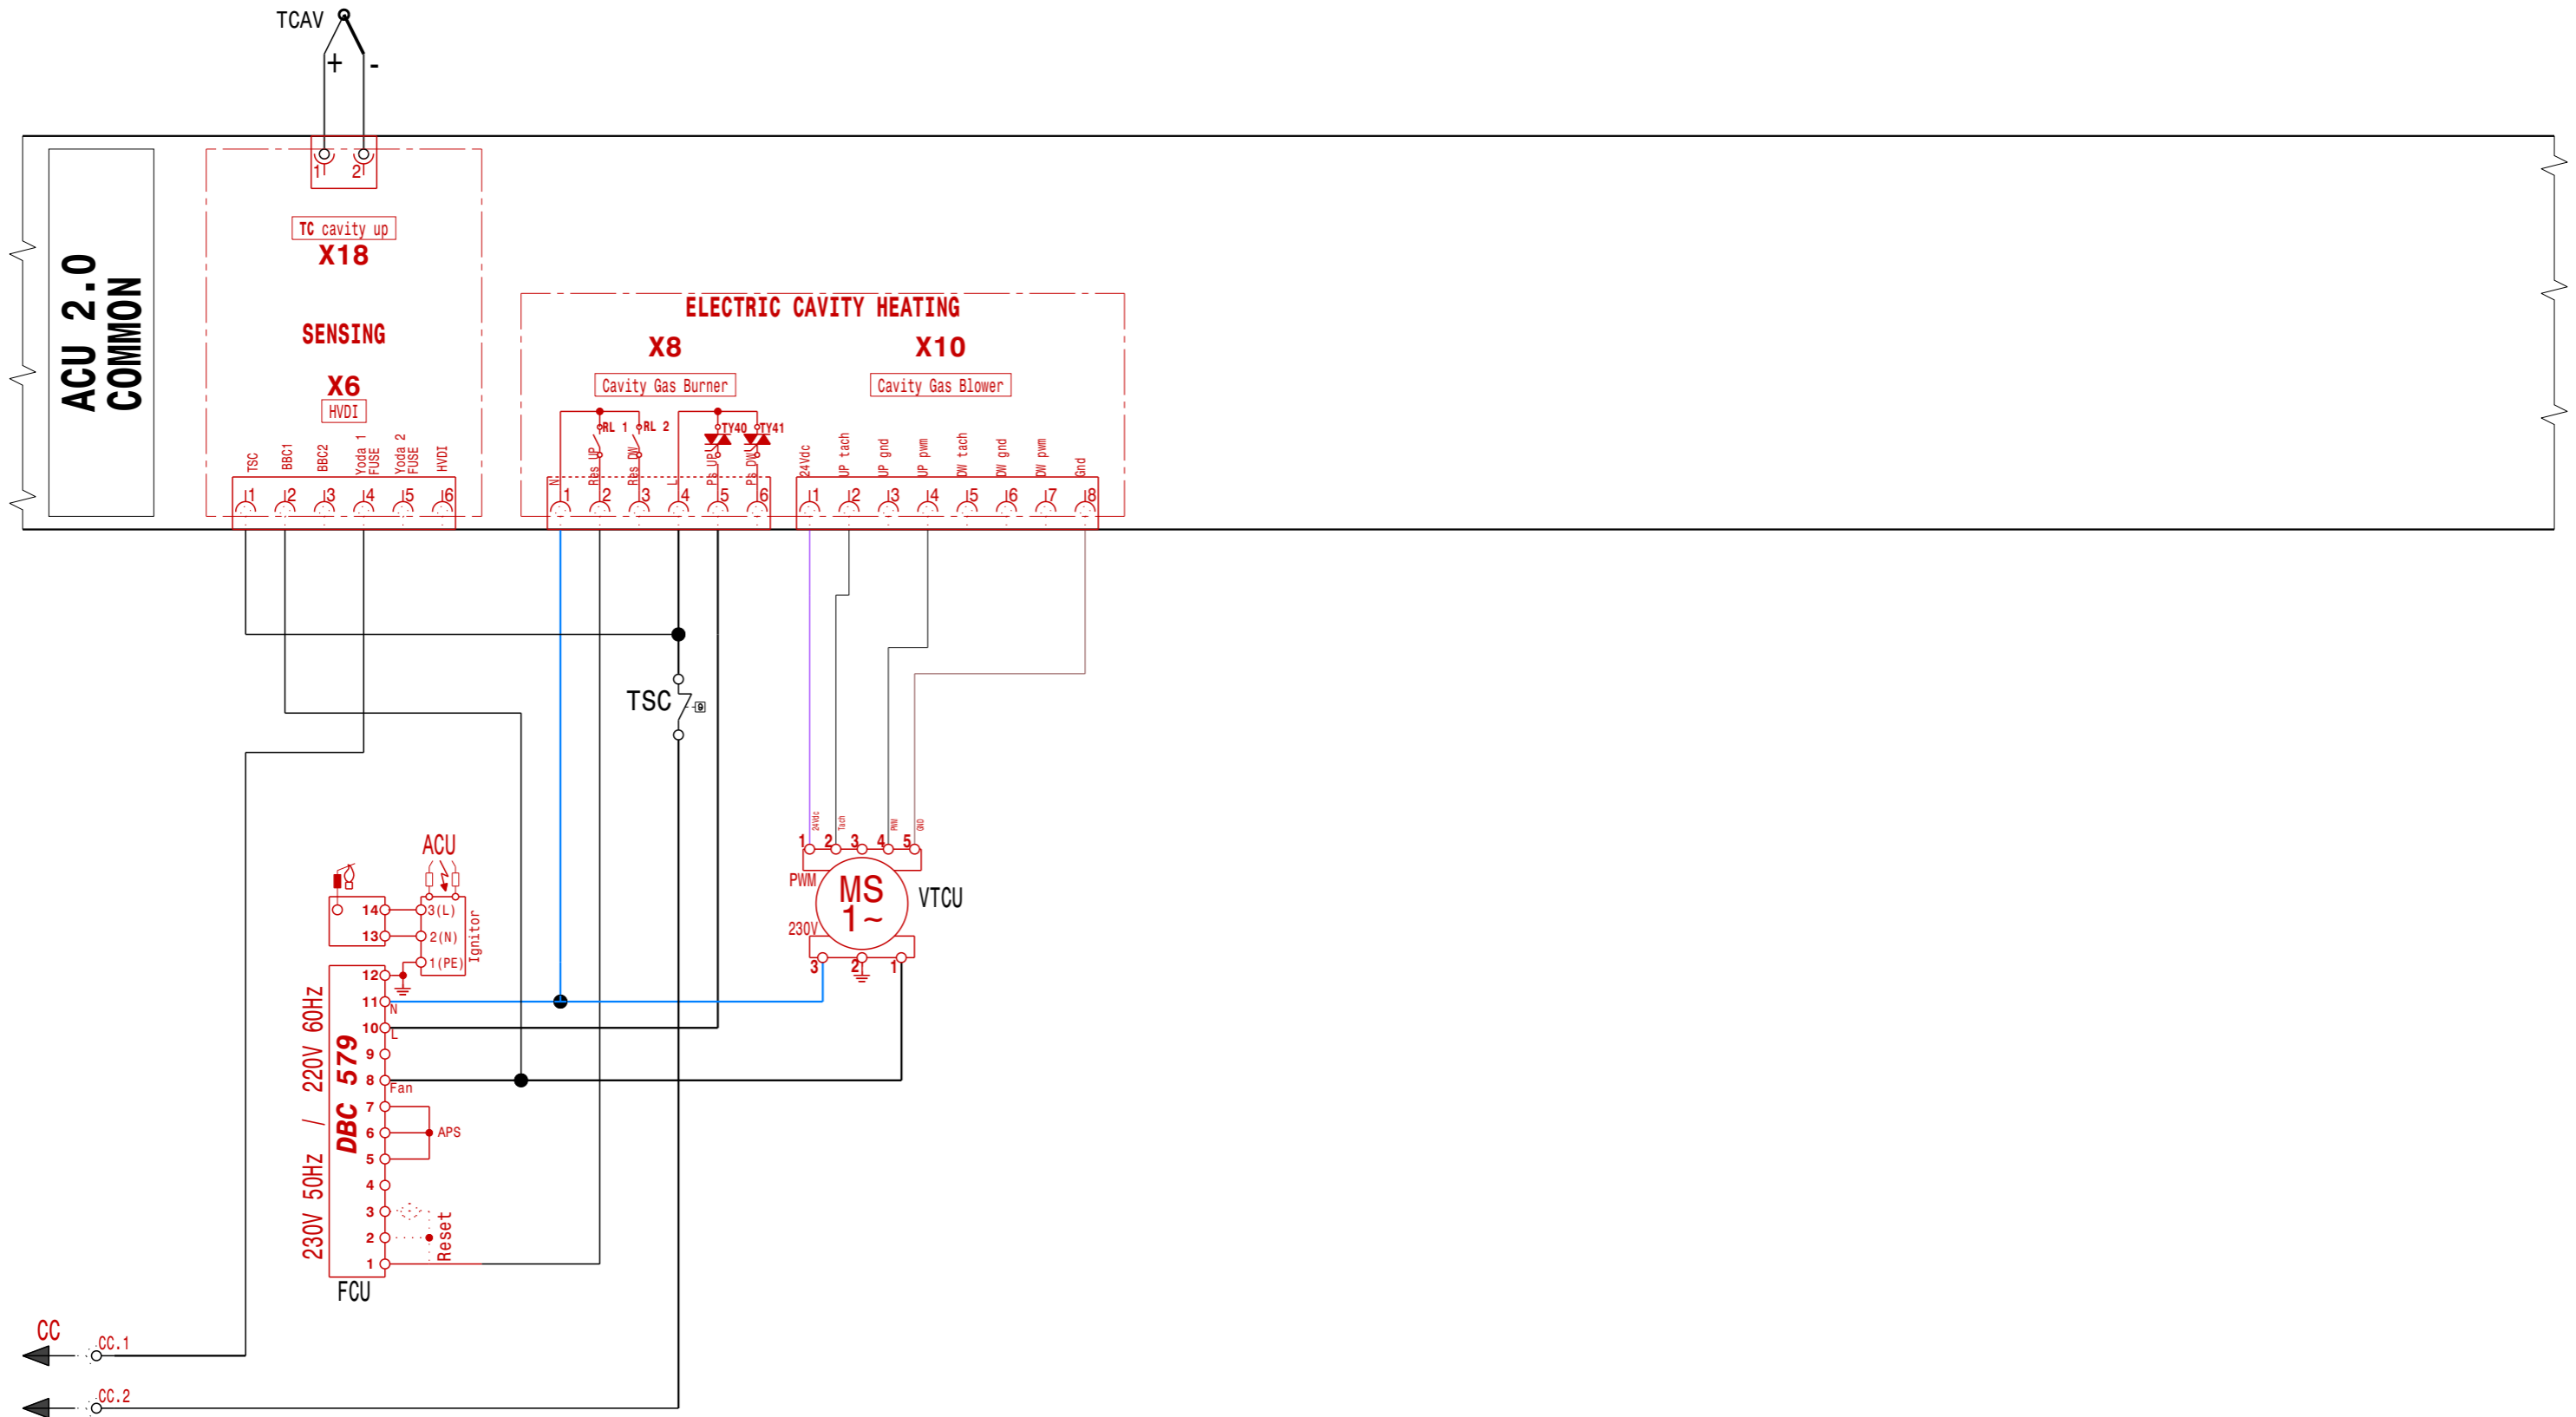 TCAV
+ -
1 2
TC cavity up
X18
ACU 2.0
COMMON
SENSING
X6
HVDI
ELECTRIC CAVITY HEATING
X8
X10
Cavity Gas Burner
Cavity Gas Blower
RL 1
RL 2
TY40
TY41
TSC
BBC1
BBC2
Yoda 1
FUSE
Yoda 2
FUSE
HVDI
N
Res UP
Res DW
L
Ps UP
Ps DW
24Vdc
UP tach
UP gnd
UP pwm
DW tach
DW gnd
DW pwm
Gnd
1 2 3 4 5 6
1 2 3 4 5 6
1 2 3 4 5 6 7 8
TSC
24Vdc
Tach
PWM
GND
1 2 3 4 5
PWM
MS
1~
VTCU
230V
3 2 1
ACU
14
3(L)
13
2(N)
1(PE)
Ignitor
12
11
N
10
L
9
8
Fan
7
6
APS
5
4
3
2
1
Reset
230V 50Hz / 220V 60Hz
DBC 579
FCU
CC
CC.1
CC.2